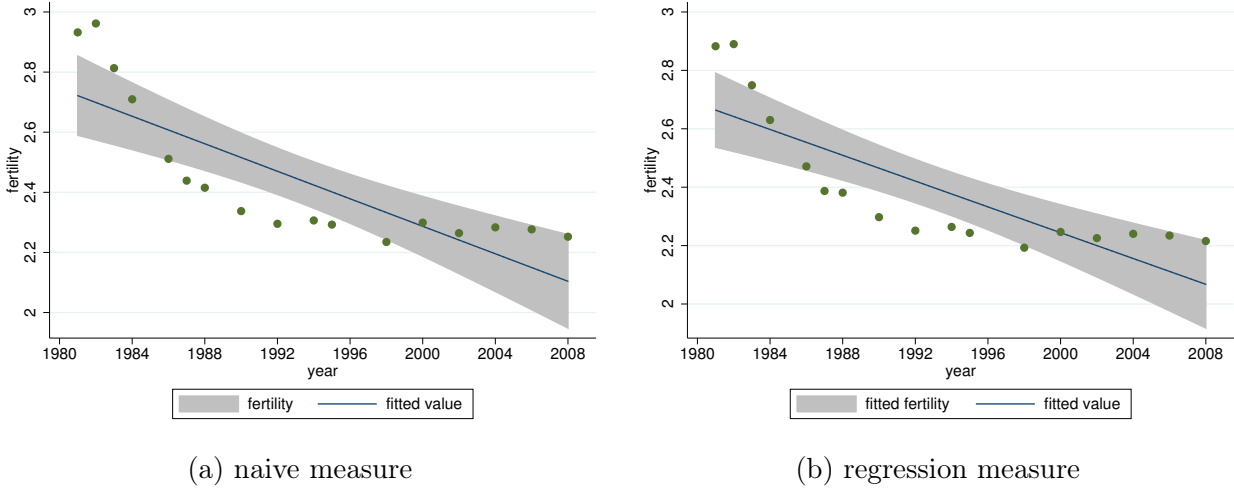 3
2.8
2.6
2.4
2.2
2
fertility
1980 1984 1988 1992 1996 2000 2004 2008
year
fertility fitted value
(a) naive measure
3
2.8
2.6
2.4
2.2
2
fertility
1980 1984 1988 1992 1996 2000 2004 2008
year
fitted fertility fitted value
(b) regression measure